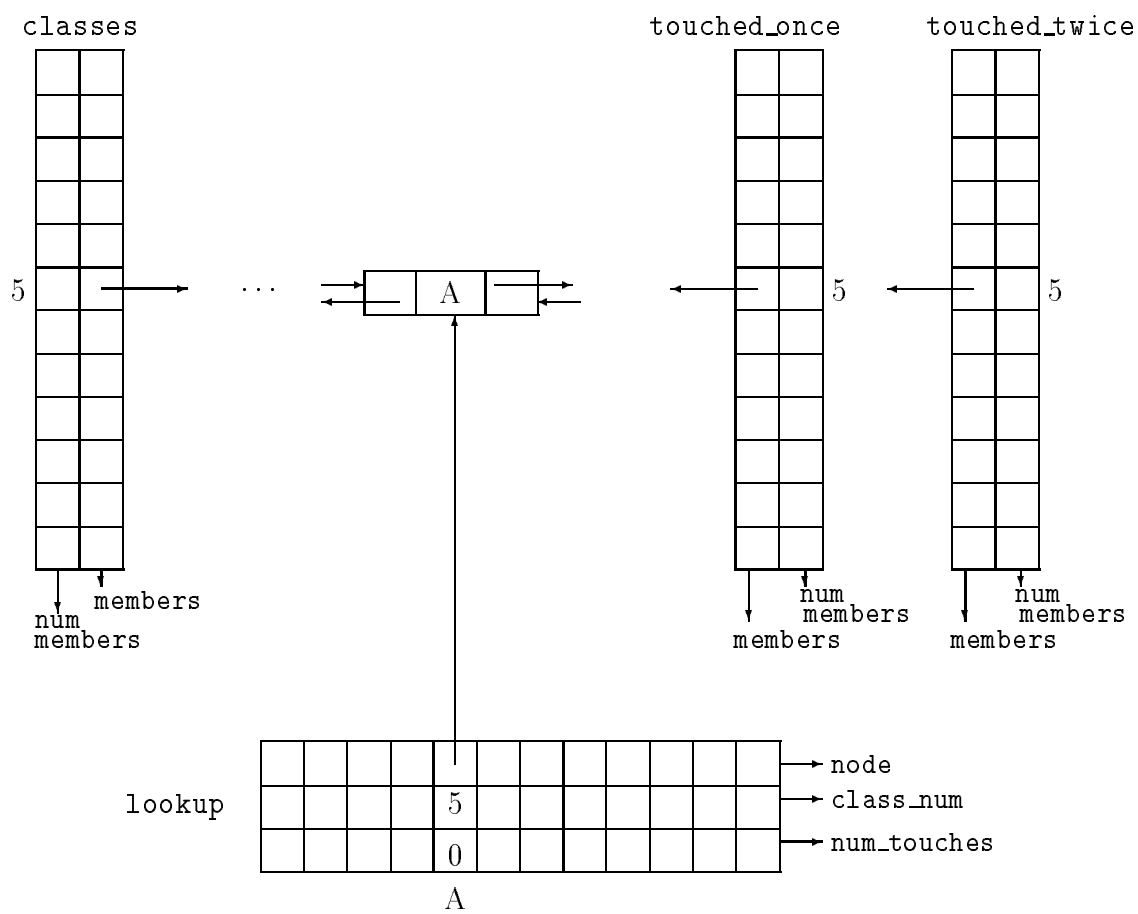 classes touched_once touched_twice
5 ... A 5 5
members
num
members
num
members
members
num
members
members
node
lookup 5 class_num
0 num_touches
A